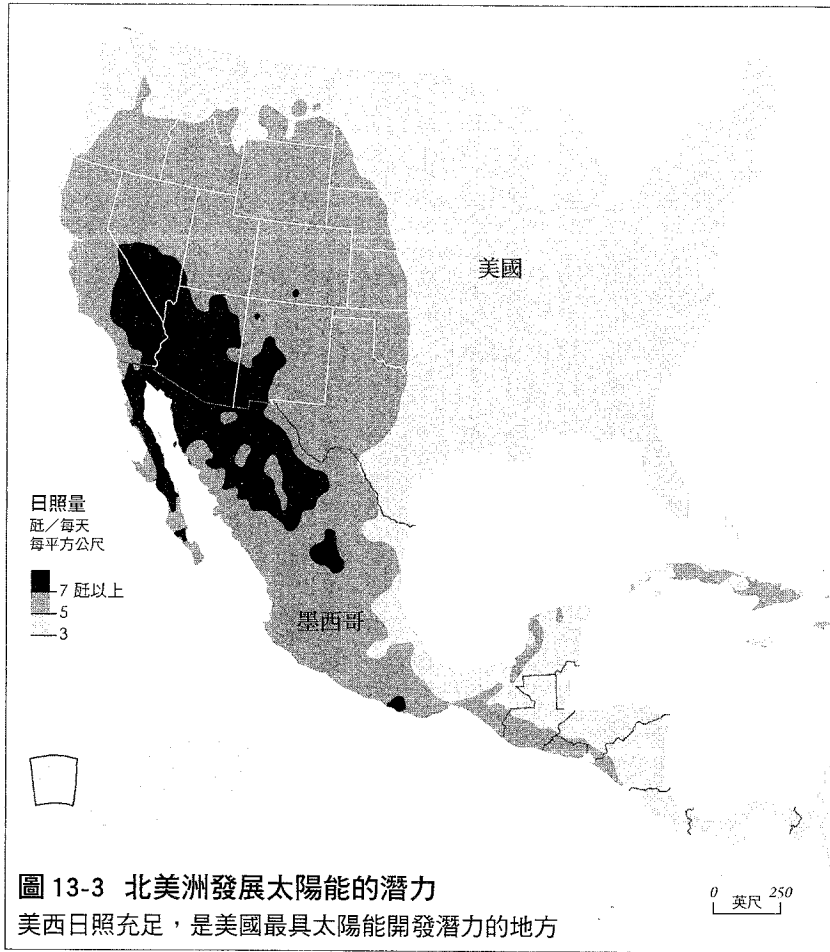 美國
日照量
瓩／每天
每平方公尺
7 瓩以上
5
3
墨西哥
圖 13-3 北美洲發展太陽能的潛力
美西日照充足，是美國最具太陽能開發潛力的地方
0 英尺 250